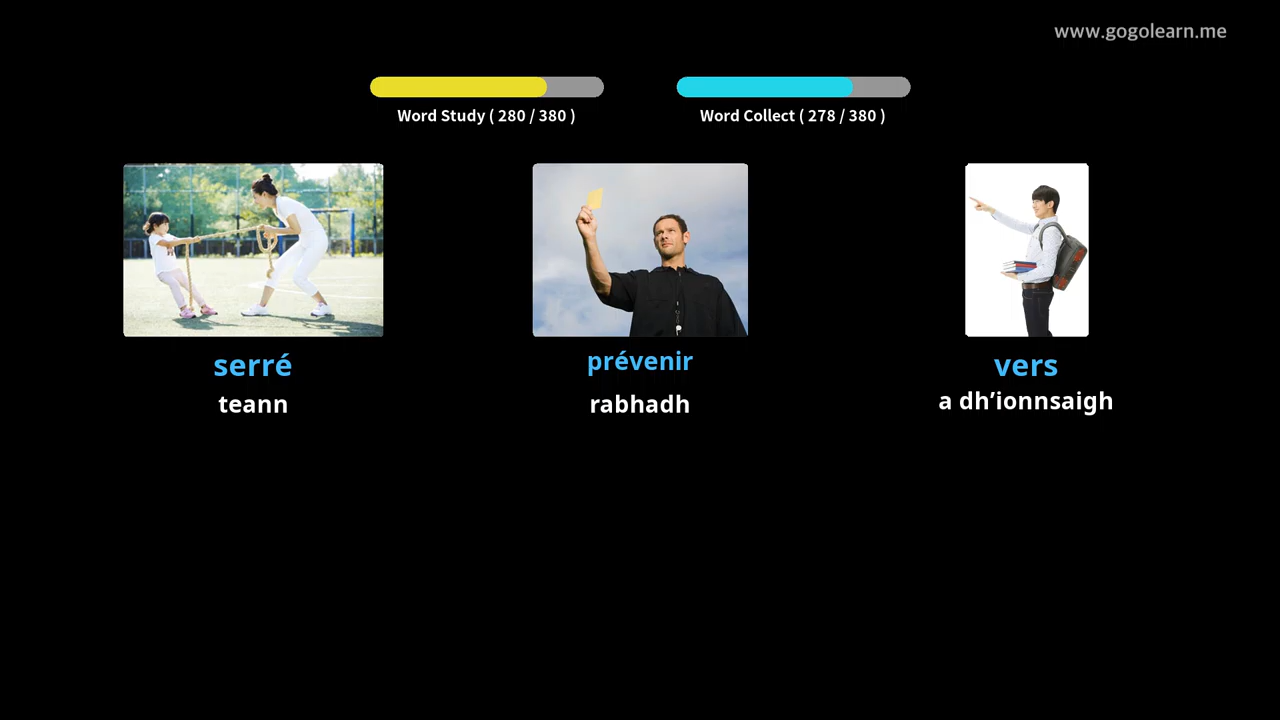 www.gogolearn.me
Word Study ( 280 / 380 )
Word Collect ( 278 / 380 )
serré
prévenir
vers
teann
rabhadh
a dh’ionnsaigh